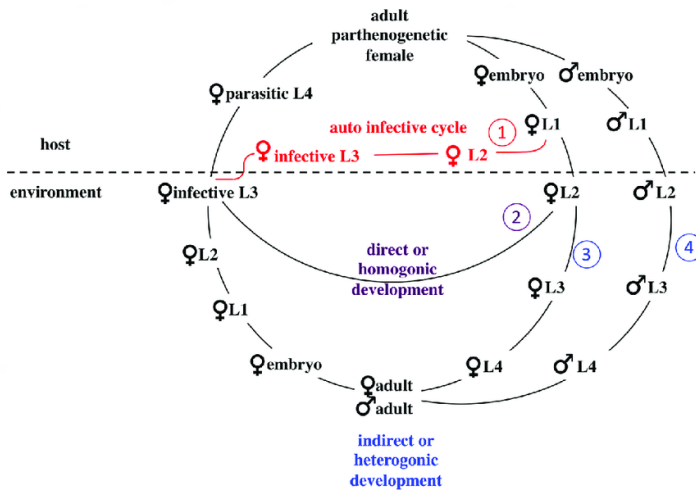 adult
parthenogenetic
female
♀embryo
♂embryo
♀parasitic L4
auto infective cycle
1
♀L1
♂L1
host
♀ infective L3
♀ L2
environment
♀infective L3
♀L2
♂L2
2
direct or
homogonic
development
3
4
♀L2
♀L3
♂L3
♀L1
♀embryo
♀L4
♂L4
♀adult
♂adult
indirect or
heterogonic
development